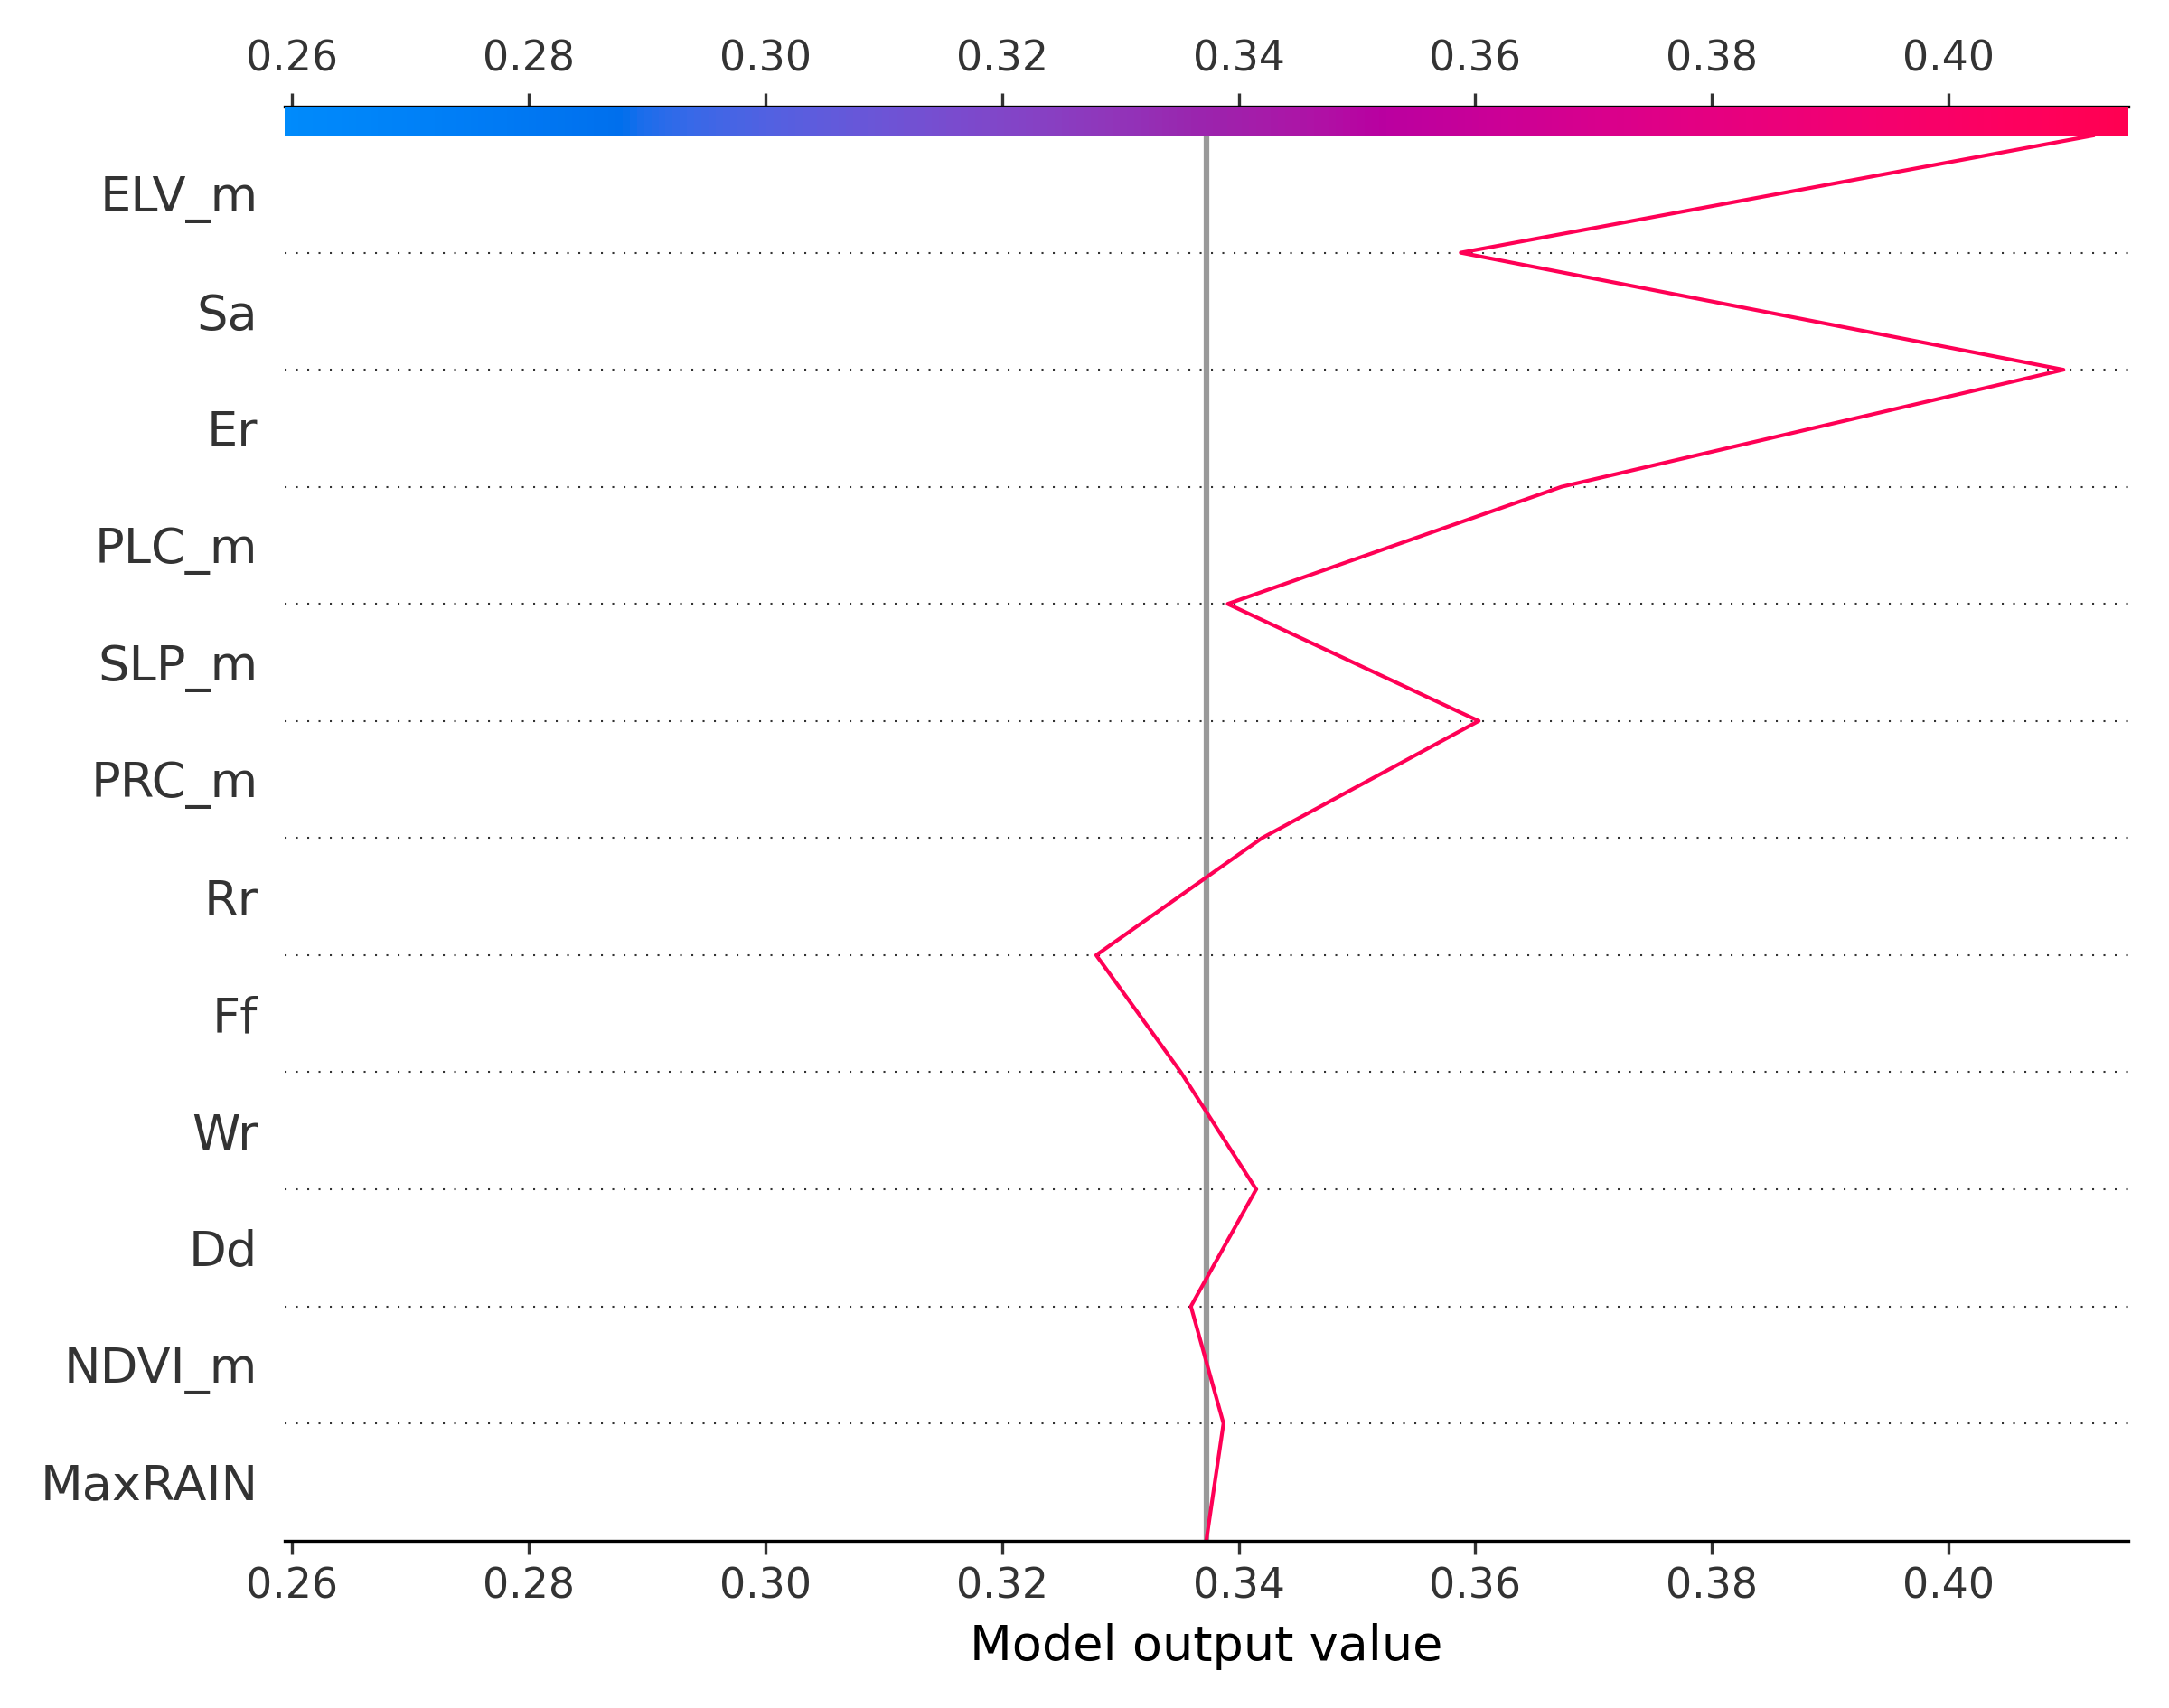 0.26 0.28 0.30 0.32 0.34 0.36 0.38 0.40
ELV_m
Sa
Er
PLC_m
SLP_m
PRC_m
Rr
Ff
Wr
Dd
NDVI_m
MaxRAIN
0.26 0.28 0.30 0.32 0.34 0.36 0.38 0.40
Model output value